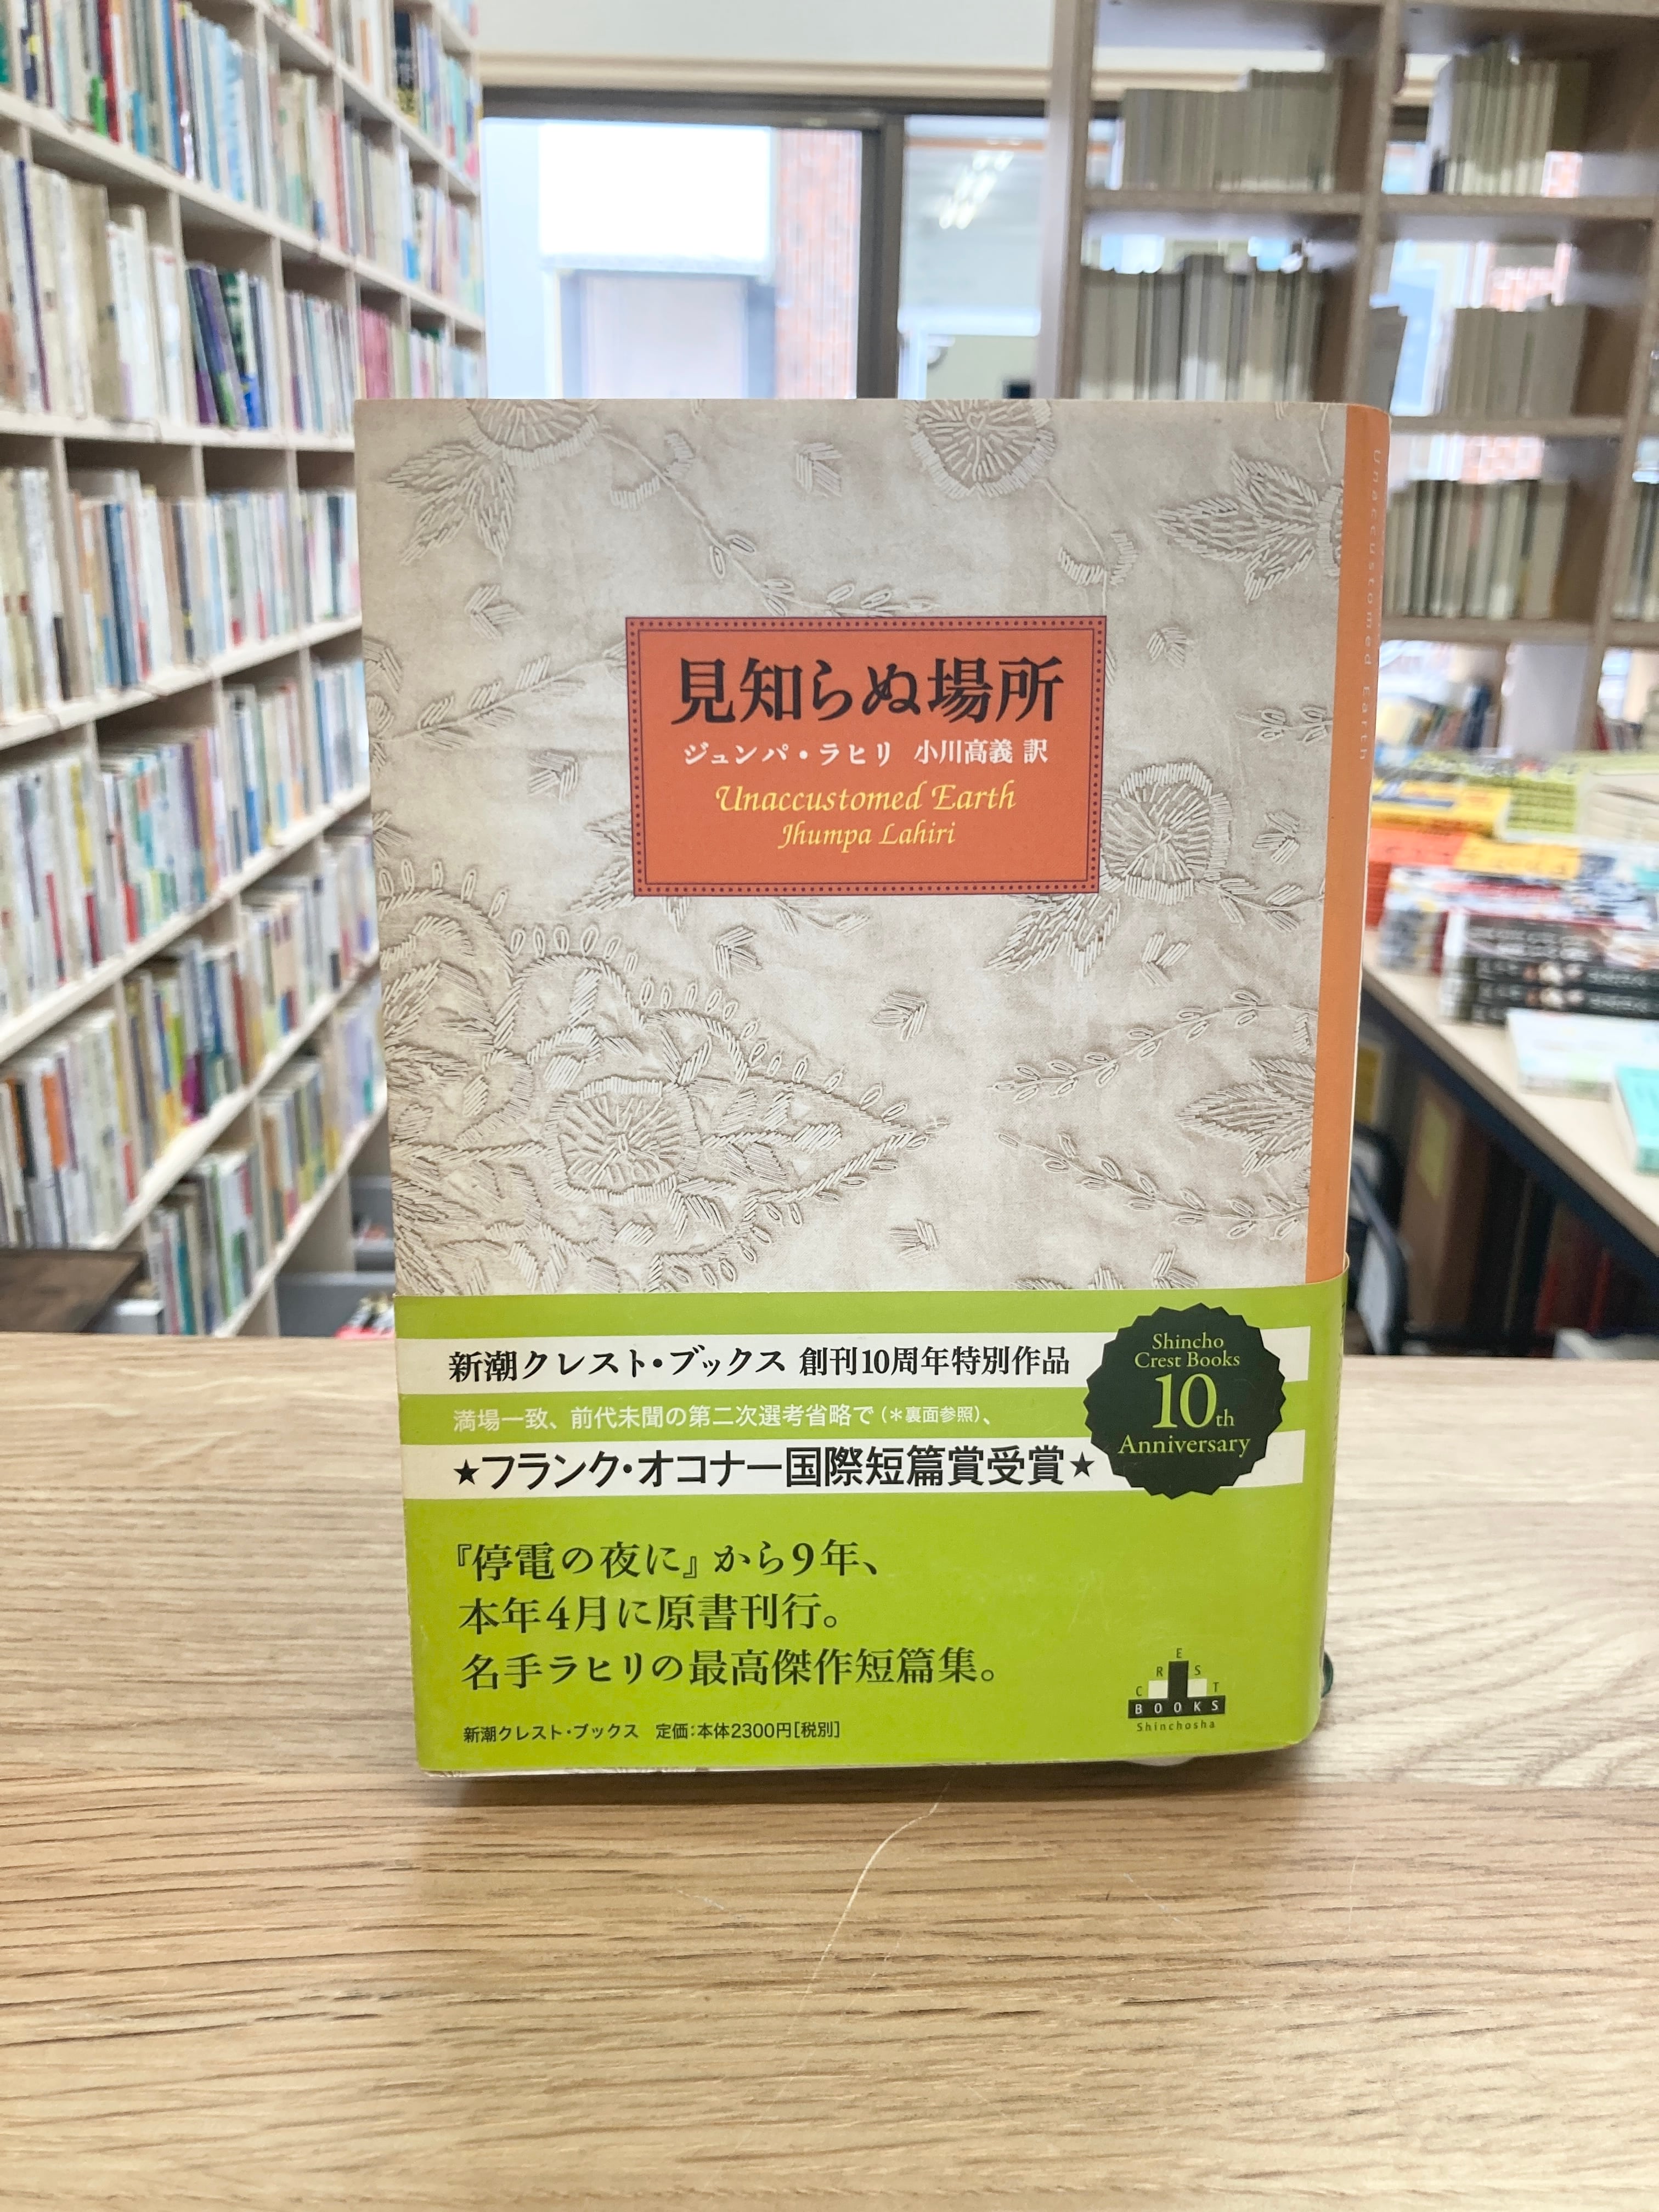 見知らぬ場所
ジュンパ・ラヒリ 小川高義 訳
Unaccustomed Earth
Jhumpa Lahiri
Unaccustomed Earth
新潮クレスト・ブックス 創刊10周年特別作品
満場一致、前代未聞の第二次選考省略で(＊裏面参照)、
★フランク・オコナー国際短篇賞受賞★
Shincho
Crest Books
10th
Anniversary
『停電の夜に』から9年、
本年4月に原書刊行。
名手ラヒリの最高傑作短篇集。
新潮クレスト・ブックス 定価：本体2300円[税別]
CREST
BOOKS
Shinchosha